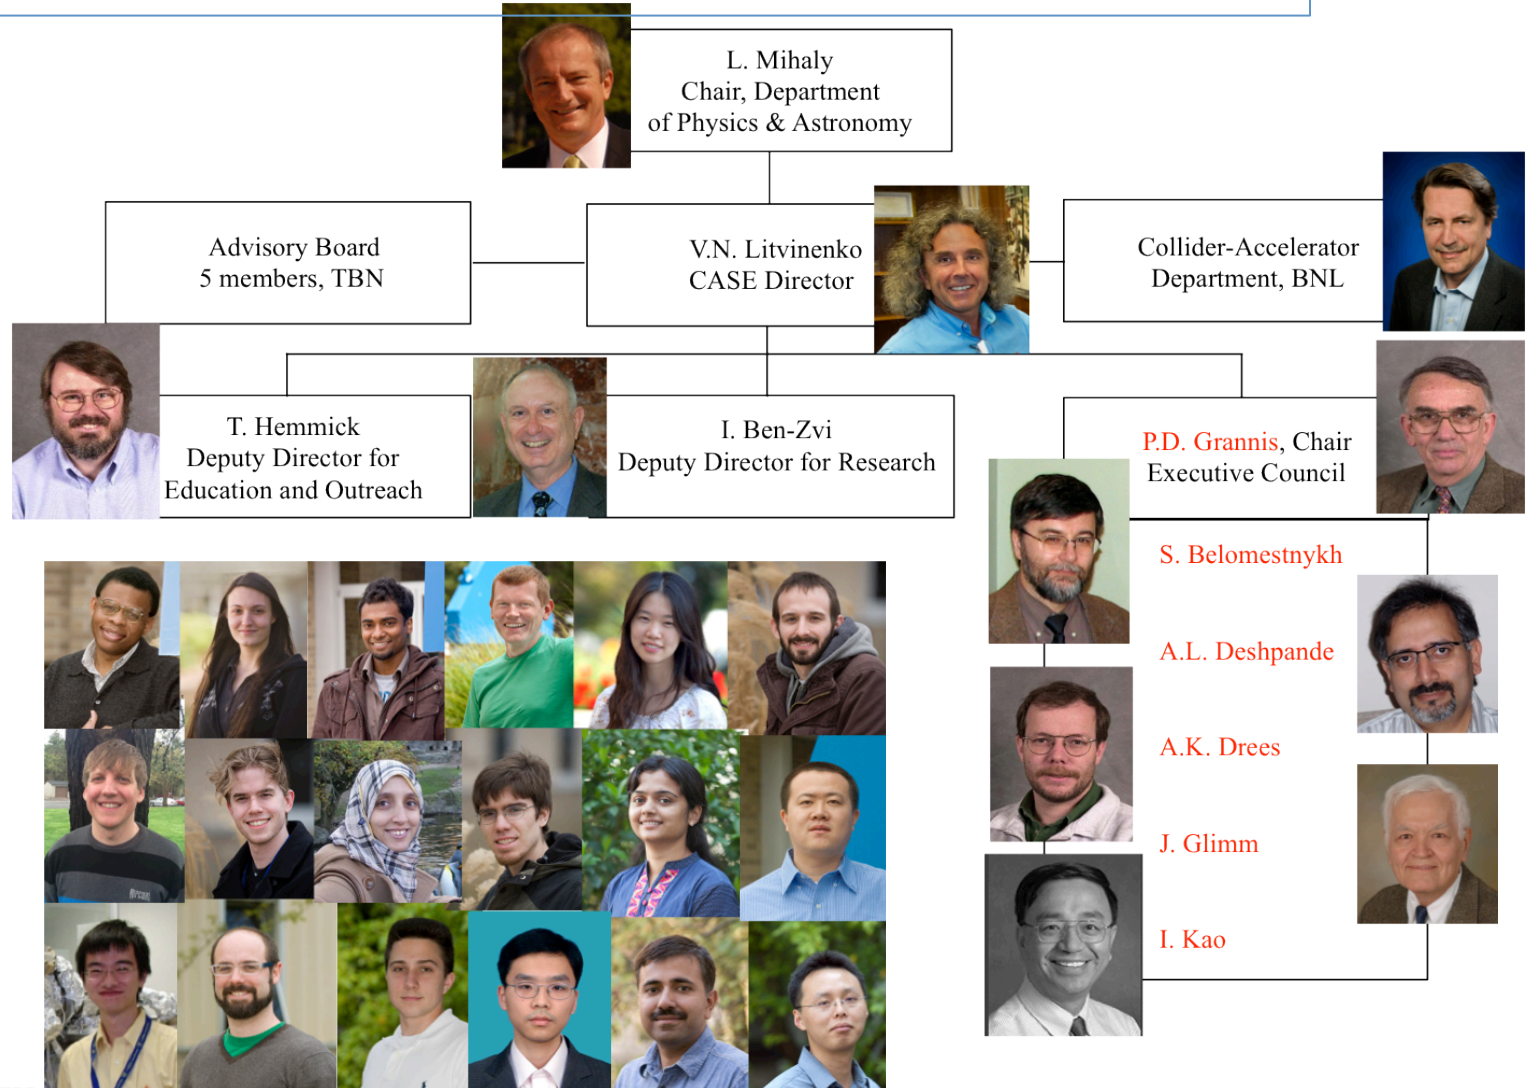 L. Mihaly
Chair, Department
of Physics & Astronomy
Advisory Board
5 members, TBN
V.N. Litvinenko
CASE Director
Collider-Accelerator
Department, BNL
T. Hemmick
Deputy Director for
Education and Outreach
I. Ben-Zvi
Deputy Director for Research
P.D. Grannis, Chair
Executive Council
S. Belomestnykh
A.L. Deshpande
A.K. Drees
J. Glimm
I. Kao